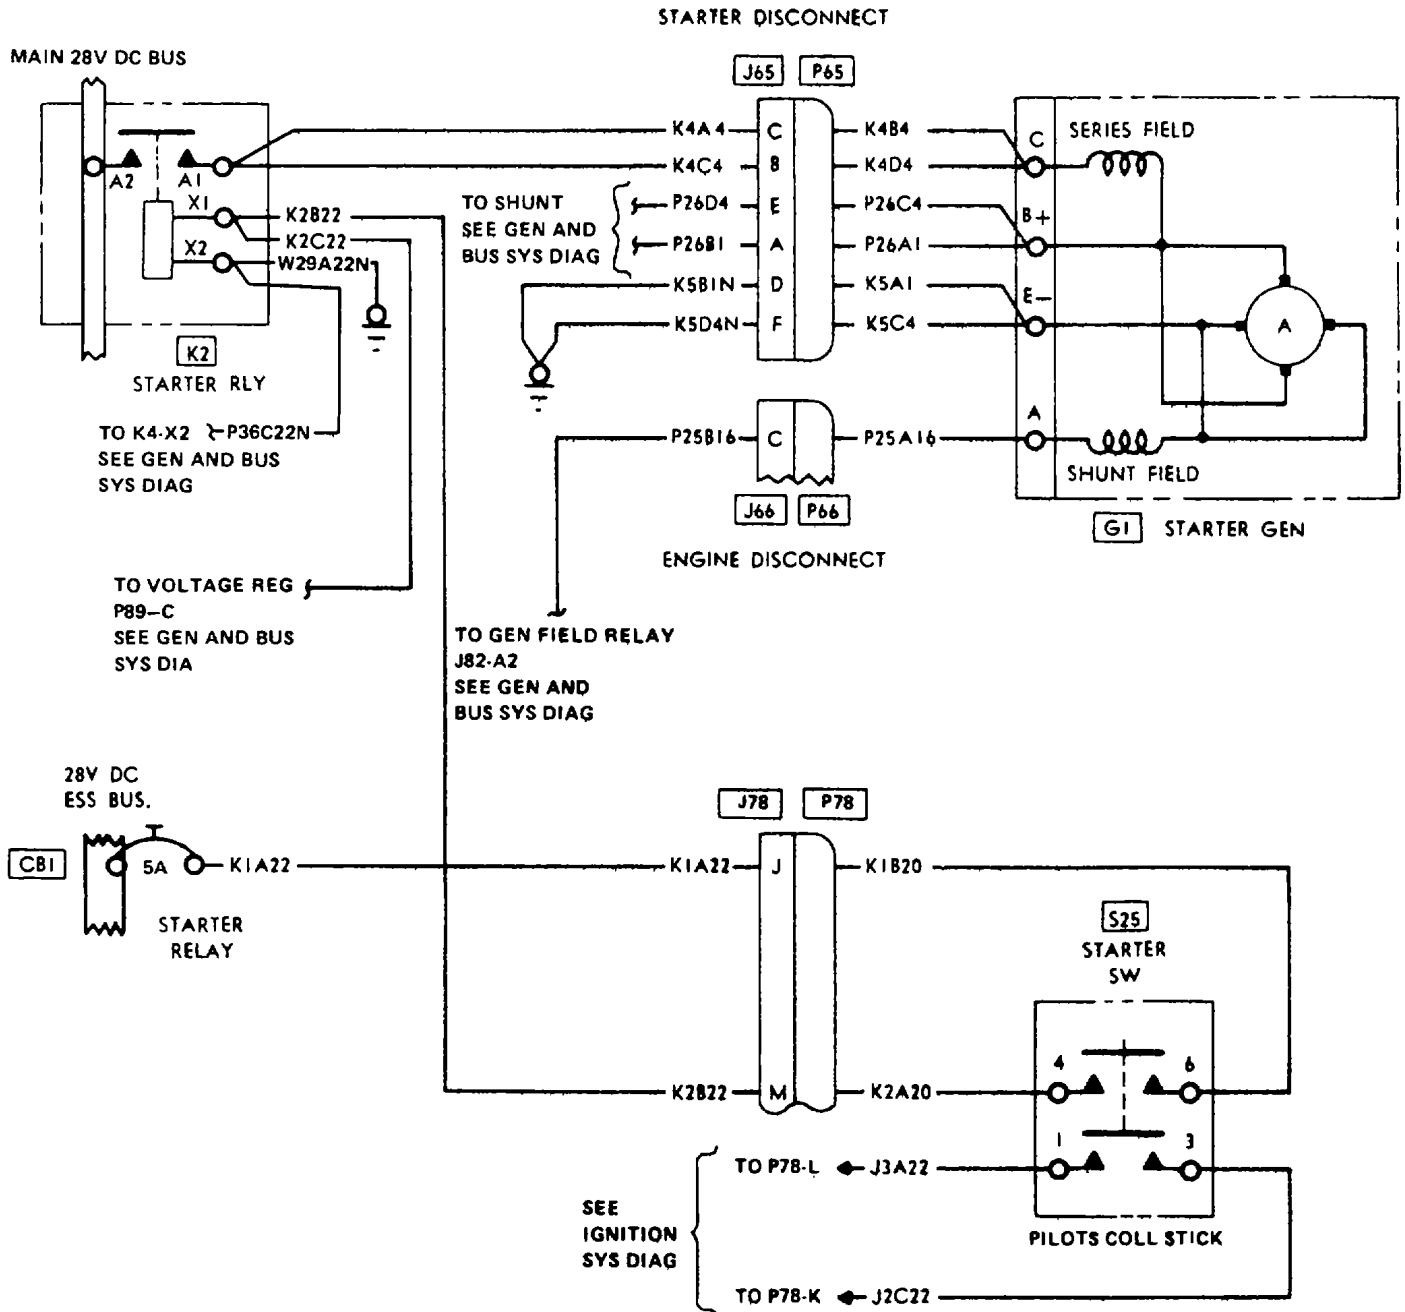 STARTER DISCONNECT
MAIN 28V DC BUS
J65 P65
K4A4 C K4B4
C SERIES FIELD
A2 A1
K4C4 B K4D4
X1
K2B22
TO SHUNT
SEE GEN AND
BUS SYS DIAG
P26D4 E P26C4
B+
X2
K2C22
P26B1 A P26A1
W29A22N
K5B1N D K5A1
E-
K5D4N F K5C4
A
K2
STARTER RLY
TO K4-X2 P36C22N
SEE GEN AND BUS
SYS DIAG
A
P25B16 C P25A16
SHUNT FIELD
J66 P66
G1 STARTER GEN
ENGINE DISCONNECT
TO VOLTAGE REG
P89-C
SEE GEN AND BUS
SYS DIA
TO GEN FIELD RELAY
J82-A2
SEE GEN AND
BUS SYS DIAG
28V DC
ESS BUS.
J78 P78
CB1 5A K1A22 K1A22 J K1B20
STARTER
RELAY
S25
STARTER
SW
4 6
K2B22 M K2A20
1 3
TO P78-L J3A22
SEE
IGNITION
SYS DIAG
PILOTS COLL STICK
TO P78-K J2C22